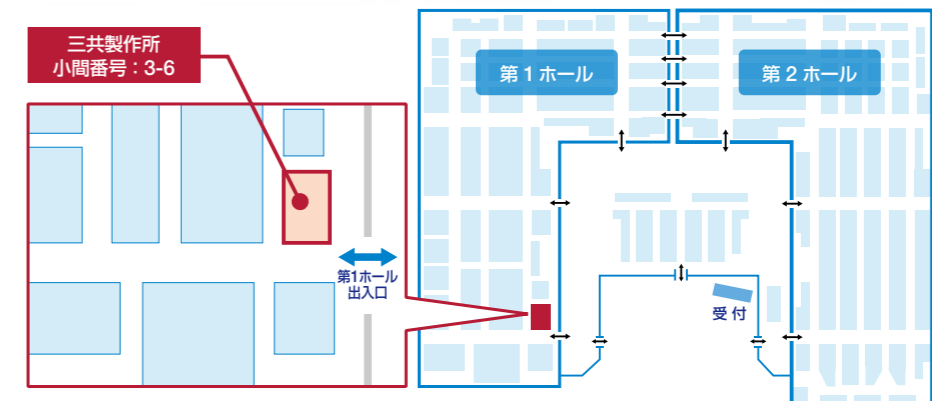 三共製作所
小間番号：3-6
第1ホール
第2ホール
第1ホール
出入口
受付